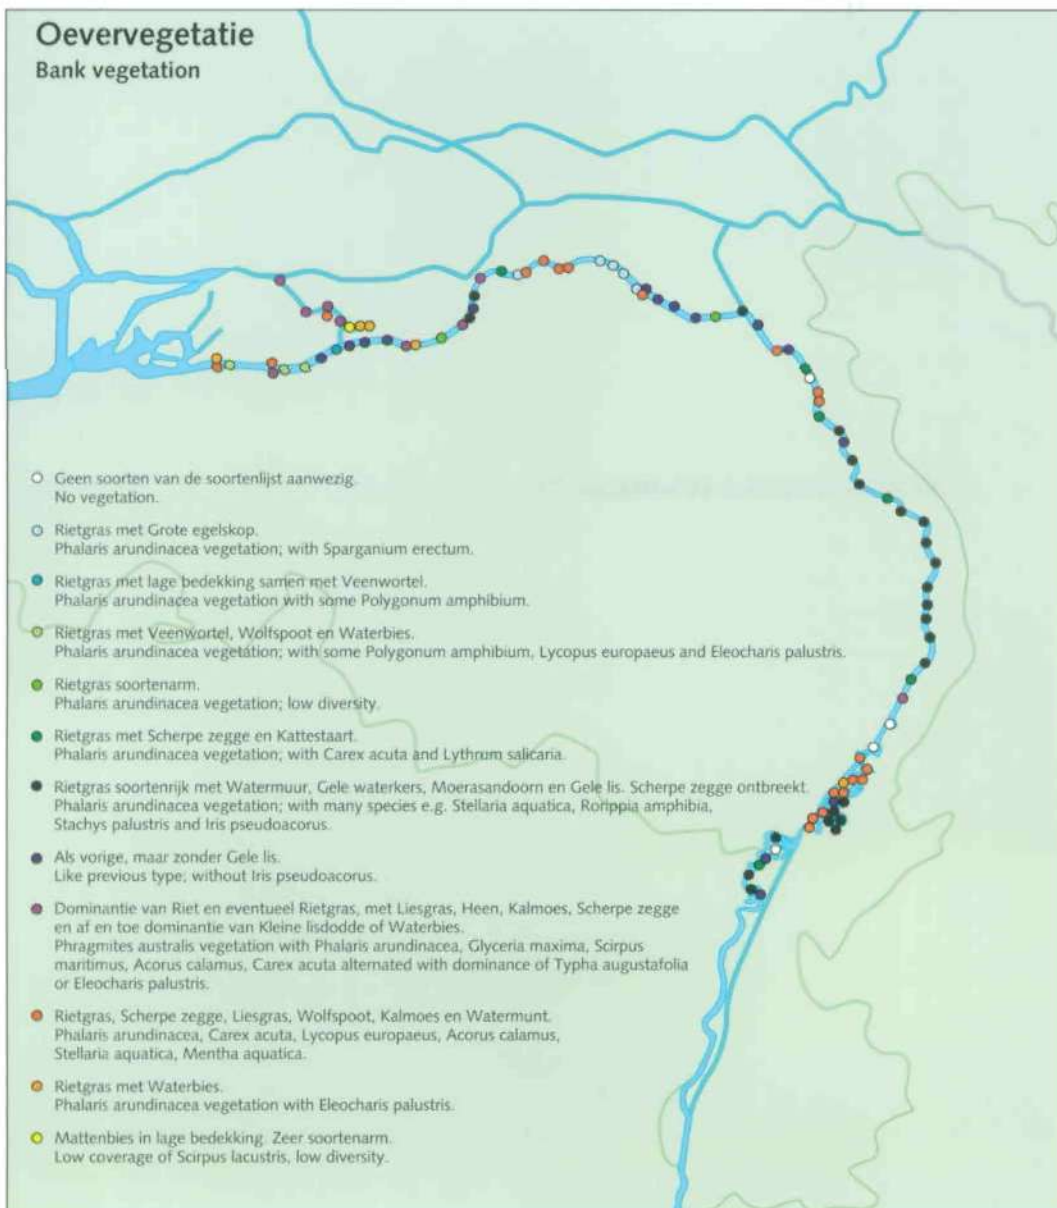 Oevervegetatie
Bank vegetation
Geen soorten van de soortenlijst aanwezig.
No vegetation.
Rietgras met Grote egelskop.
Phalaris arundinacea vegetation; with Sparganium erectum.
Rietgras met lage bedekking samen met Veenwortel.
Phalaris arundinacea vegetation with some Polygonum amphibium.
Rietgras met Veenwortel, Wolfspoot en Waterbies.
Phalaris arundinacea vegetation; with some Polygonum amphibium, Lycopus europaeus and Eleocharis palustris.
Rietgras soortenarm.
Phalaris arundinacea vegetation; low diversity.
Rietgras met Scherpe zegge en Kattestaart.
Phalaris arundinacea vegetation; with Carex acuta and Lythrum salicaria.
Rietgras soortenrijk met Watermuur, Gele waterkers, Moerasandoorn en Gele lis. Scherpe zegge ontbreekt.
Phalaris arundinacea vegetation; with many species e.g. Stellaria aquatica, Rorippia amphibia,
Stachys palustris and Iris pseudoacorus.
Als vorige, maar zonder Gele lis.
Like previous type; without Iris pseudoacorus.
Dominantie van Riet en eventueel Rietgras, met Liesgras, Heen, Kalmoes, Scherpe zegge
en af en toe dominantie van Kleine lisdodde of Waterbies.
Phragmites australis vegetation with Phalaris arundinacea, Glyceria maxima, Scirpus
maritimus, Acorus calamus, Carex acuta alternated with dominance of Typha augustafolia
or Eleocharis palustris.
Rietgras, Scherpe zegge, Liesgras, Wolfspoot, Kalmoes en Watermunt.
Phalaris arundinacea, Carex acuta, Lycopus europaeus, Acorus calamus,
Stellaria aquatica, Mentha aquatica.
Rietgras met Waterbies.
Phalaris arundinacea vegetation with Eleocharis palustris.
Mattenbies in lage bedekking. Zeer soortenarm.
Low coverage of Scirpus lacustris, low diversity.